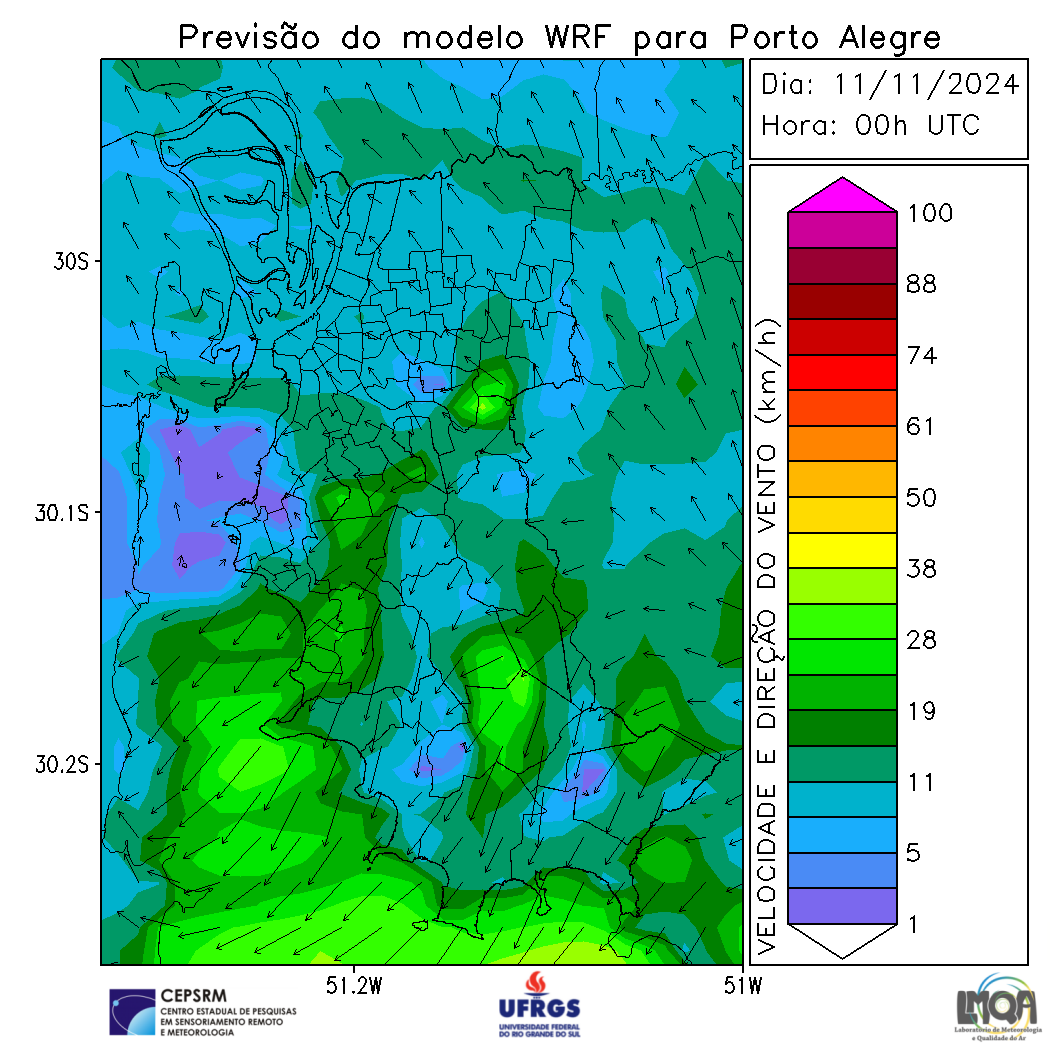 Previsão do modelo WRF para Porto Alegre
Dia: 11/11/2024
Hora: 00h UTC
30S
30.1S
30.2S
51.2W
51W
VELOCIDADE E DIREÇÃO DO VENTO (km/h)
100
88
74
61
50
38
28
19
11
5
1
CEPSRM
CENTRO ESTADUAL DE PESQUISAS
EM SENSORIAMENTO REMOTO
E METEOROLOGIA
UFRGS
UNIVERSIDADE FEDERAL
DO RIO GRANDE DO SUL
LMQA
Laboratório de Meteorologia
e Qualidade do Ar